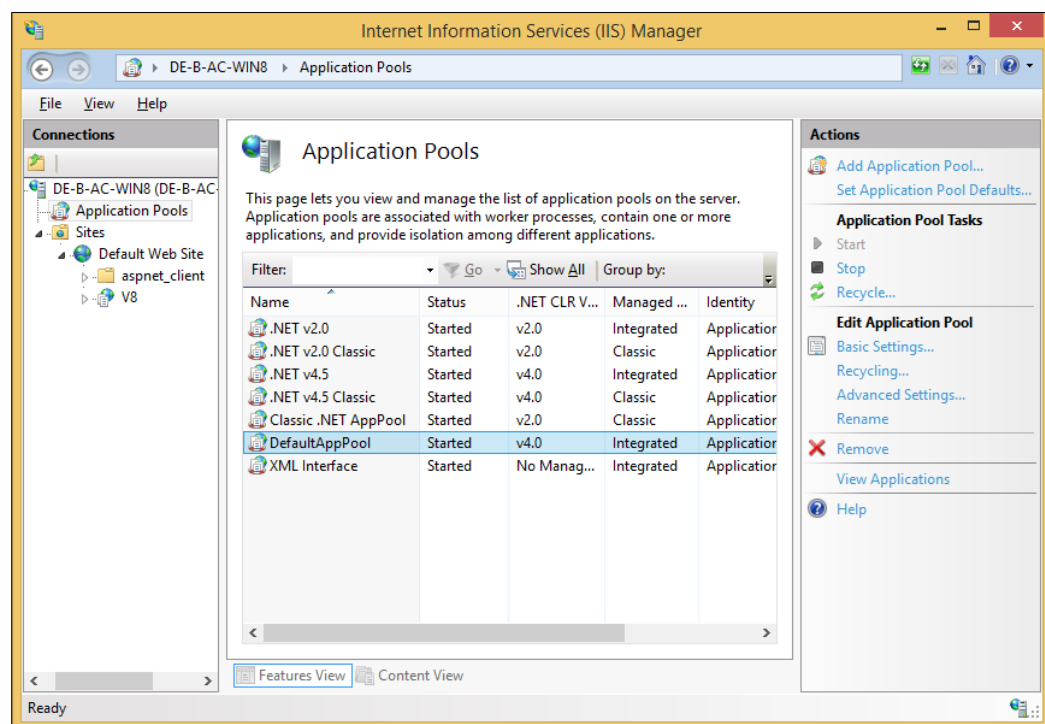 Internet Information Services (IIS) Manager
DE-B-AC-WIN8 Application Pools
File View Help
Connections
DE-B-AC-WIN8 (DE-B-AC-
Application Pools
Sites
Default Web Site
aspnet_client
V8
Application Pools
This page lets you view and manage the list of application pools on the server.
Application pools are associated with worker processes, contain one or more
applications, and provide isolation among different applications.
Filter: Go Show All Group by:
Name Status .NET CLR V... Managed ... Identity
.NET v2.0 Started v2.0 Integrated Application
.NET v2.0 Classic Started v2.0 Classic Application
.NET v4.5 Started v4.0 Integrated Application
.NET v4.5 Classic Started v4.0 Classic Application
Classic .NET AppPool Started v2.0 Classic Application
DefaultAppPool Started v4.0 Integrated Application
XML Interface Started No Manag... Integrated Application
Features View Content View
Actions
Add Application Pool...
Set Application Pool Defaults...
Application Pool Tasks
Start
Stop
Recycle...
Edit Application Pool
Basic Settings...
Recycling...
Advanced Settings...
Rename
Remove
View Applications
Help
Ready